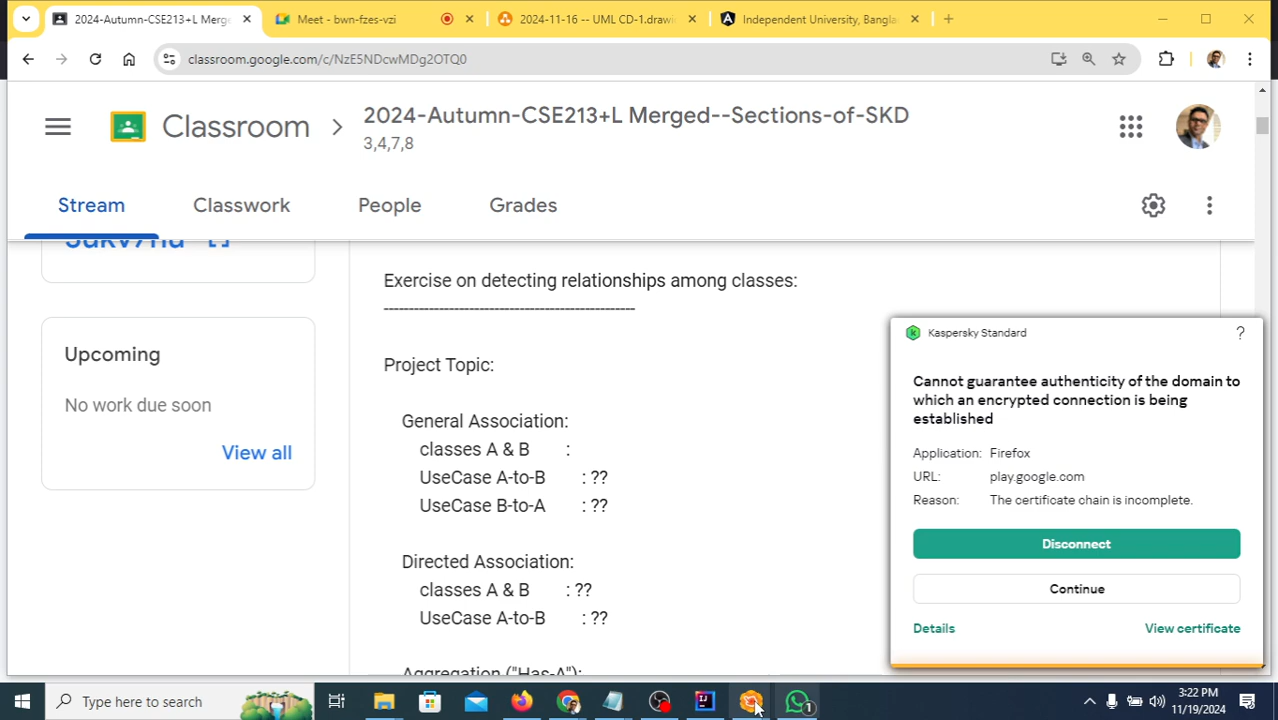 2024-Autumn-CSE213+L Merg
Meet - bwn-fzes-vzi
2024-11-16 -- UML CD-1.drawi
Independent University, Bangla
classroom.google.com/c/NzE5NDcwMDg2OTQ0
Classroom
2024-Autumn-CSE213+L Merged--Sections-of-SKD
3,4,7,8
Stream
Classwork
People
Grades
Upcoming
No work due soon
View all
Exercise on detecting relationships among classes:
--------------------------------------------------
Project Topic:
General Association:
classes A & B :
UseCase A-to-B : ??
UseCase B-to-A : ??
Directed Association:
classes A & B : ??
UseCase A-to-B : ??
Aggregation ("Has-A"):
Kaspersky Standard
?
Cannot guarantee authenticity of the domain to
which an encrypted connection is being
established
Application: Firefox
URL: play.google.com
Reason: The certificate chain is incomplete.
Disconnect
Continue
Details
View certificate
Type here to search
1
3:22 PM
11/19/2024